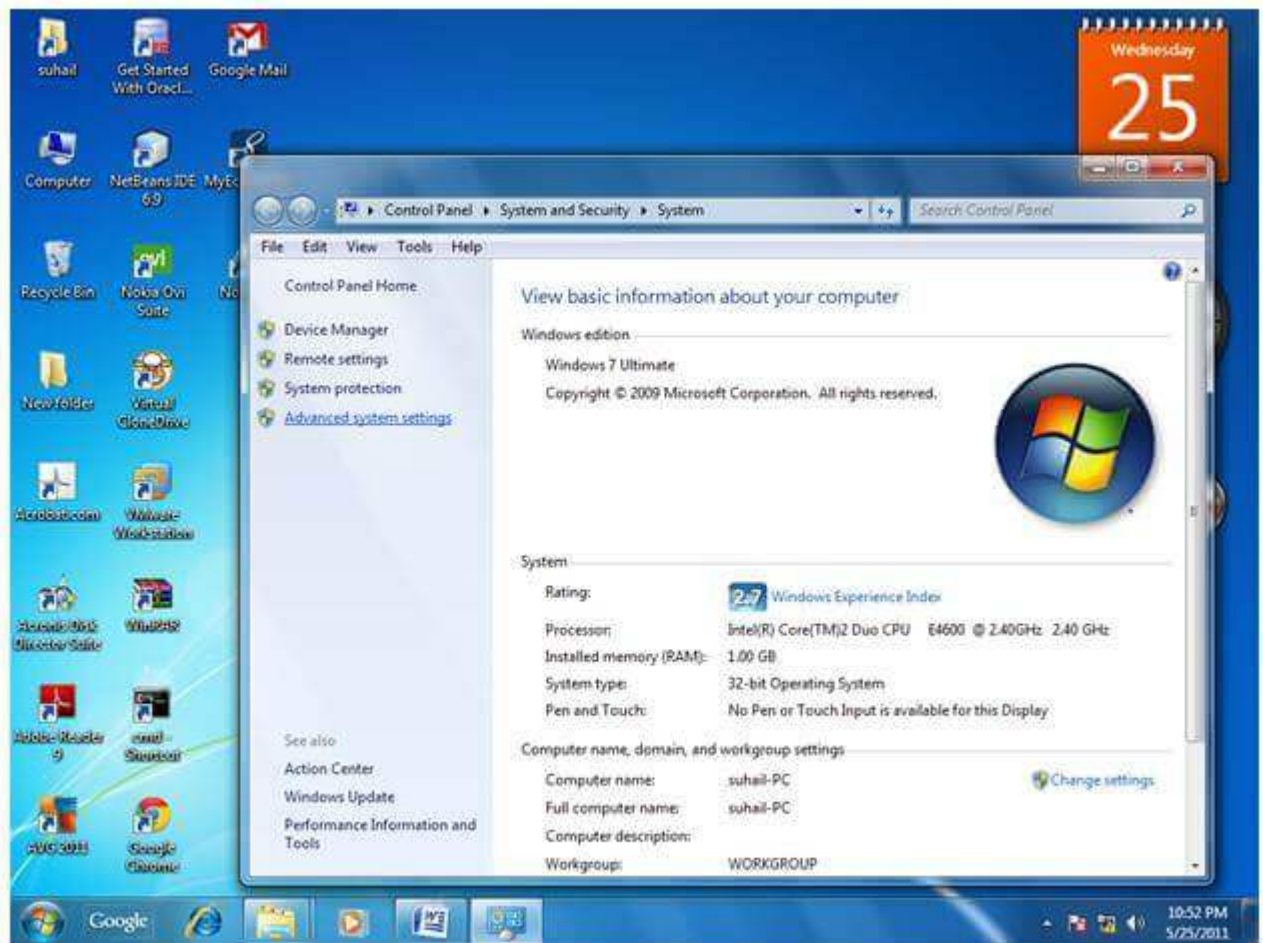 suhail
Get Started With Oracl...
Google Mail
Wednesday
25
Computer
NetBeans IDE 6.9
MyEc
Recycle Bin
Nokia Ovi Suite
No
New folder
Virtual CloneDrive
Acrobat.com
VMware Workstation
Acronis Disk Director Suite
WinRAR
Adobe Reader 9
cmd - Shortcut
AVG 2011
Google Chrome
Control Panel ▸ System and Security ▸ System
Search Control Panel
File Edit View Tools Help
Control Panel Home
Device Manager
Remote settings
System protection
Advanced system settings
See also
Action Center
Windows Update
Performance Information and
Tools
View basic information about your computer
Windows edition
Windows 7 Ultimate
Copyright © 2009 Microsoft Corporation. All rights reserved.
System
Rating: 2.7 Windows Experience Index
Processor: Intel(R) Core(TM)2 Duo CPU E4600 @ 2.40GHz 2.40 GHz
Installed memory (RAM): 1.00 GB
System type: 32-bit Operating System
Pen and Touch: No Pen or Touch Input is available for this Display
Computer name, domain, and workgroup settings
Computer name: suhail-PC Change settings
Full computer name: suhail-PC
Computer description:
Workgroup: WORKGROUP
Google
10:52 PM
5/25/2011